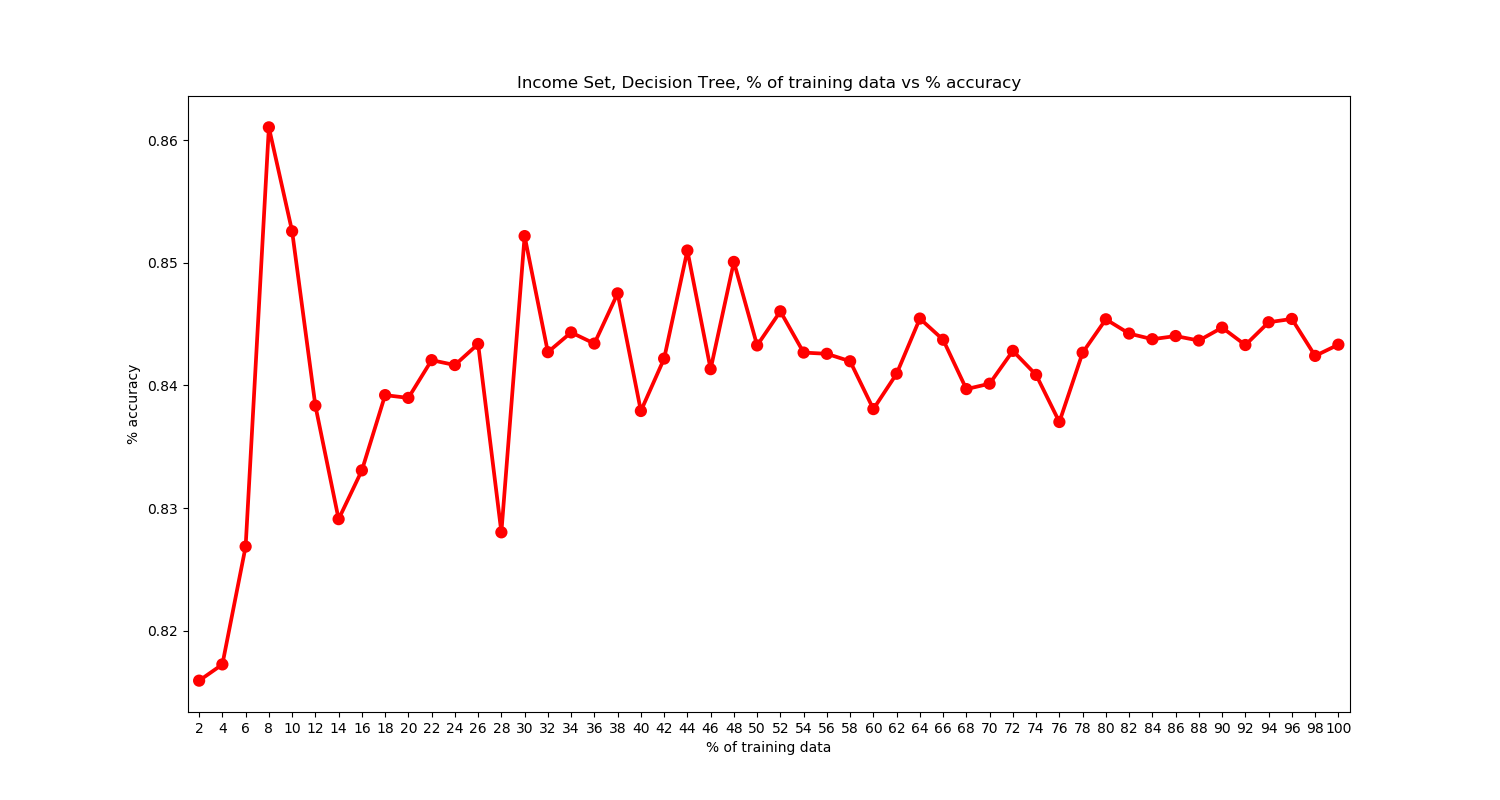 Income Set, Decision Tree, % of training data vs % accuracy
0.86
0.85
0.84
0.83
0.82
% accuracy
2 4 6 8 10 12 14 16 18 20 22 24 26 28 30 32 34 36 38 40 42 44 46 48 50 52 54 56 58 60 62 64 66 68 70 72 74 76 78 80 82 84 86 88 90 92 94 96 98 100
% of training data